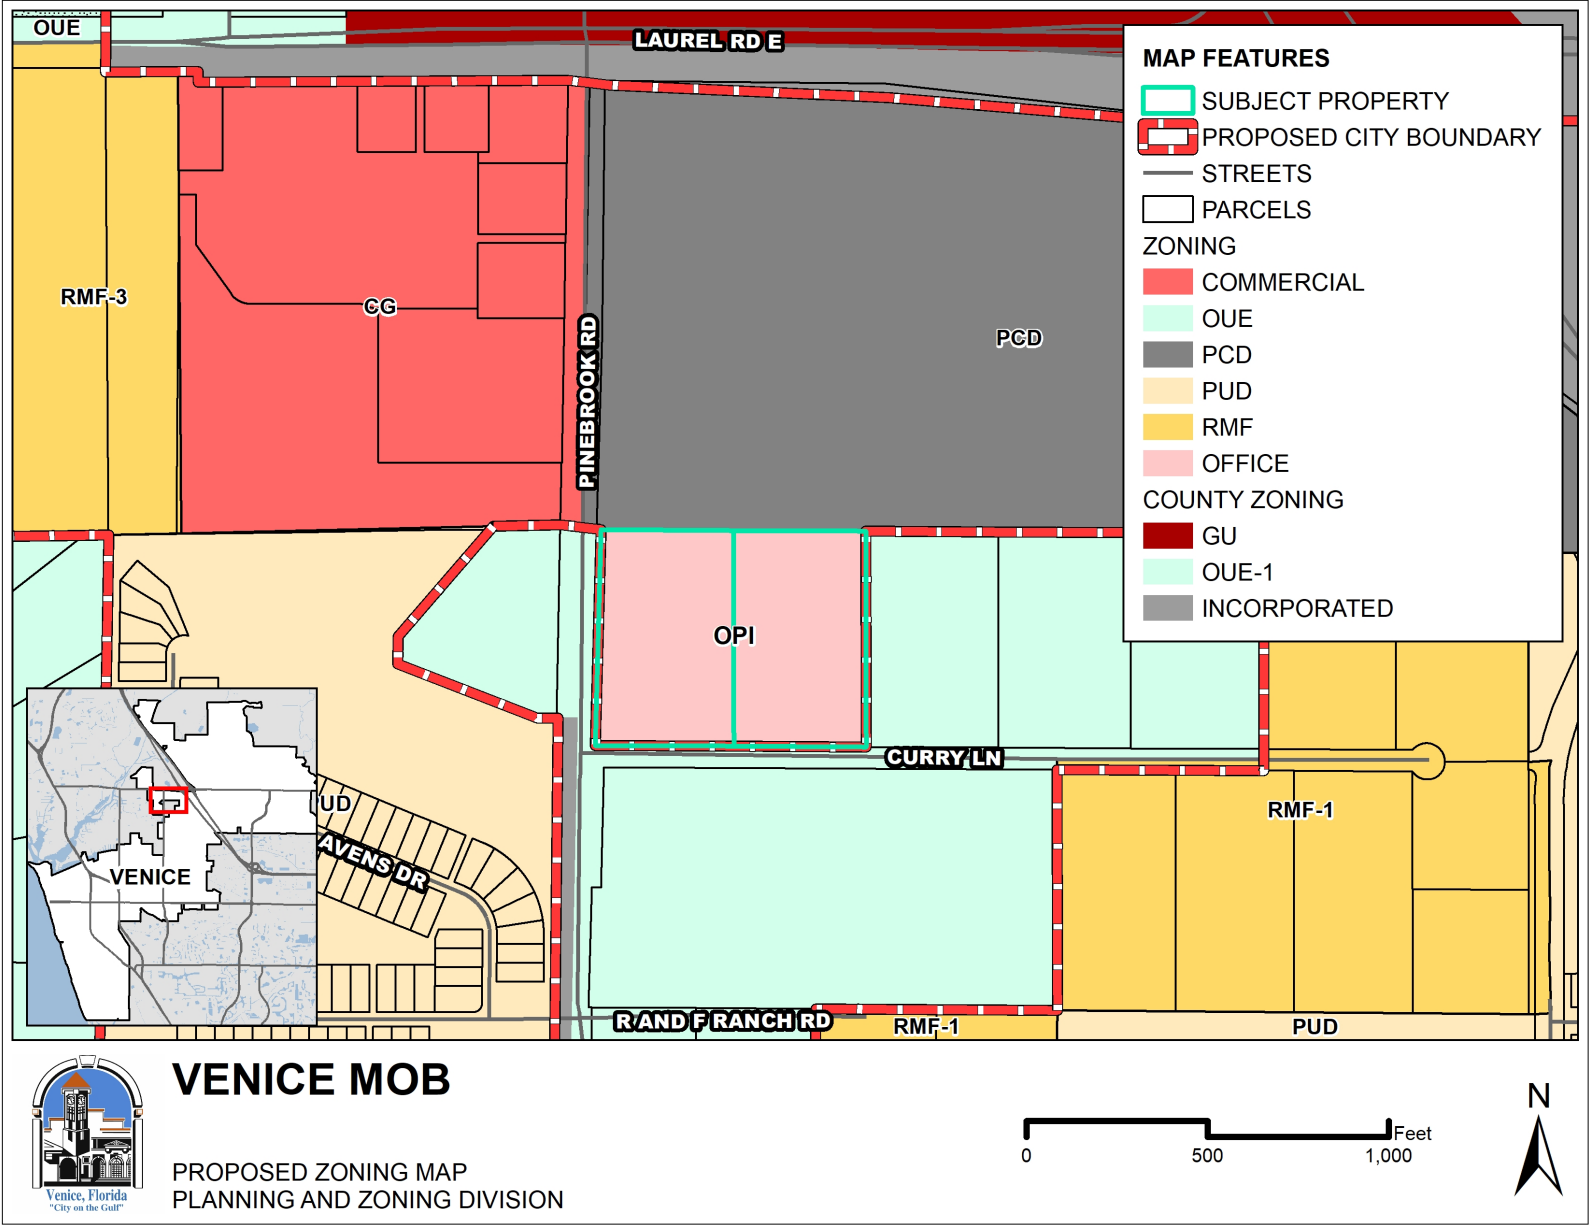 OUE
LAUREL RD E
RMF-3
CG
PINEBROOK RD
PCD
MAP FEATURES
SUBJECT PROPERTY
PROPOSED CITY BOUNDARY
STREETS
PARCELS
ZONING
COMMERCIAL
OUE
PCD
PUD
RMF
OFFICE
COUNTY ZONING
GU
OUE-1
INCORPORATED
OPI
CURRY LN
UD
AVENS DR
VENICE
RMF-1
R AND F RANCH RD
RMF-1
PUD
VENICE MOB
PROPOSED ZONING MAP
PLANNING AND ZONING DIVISION
Venice, Florida
"City on the Gulf"
Feet
0 500 1,000
N